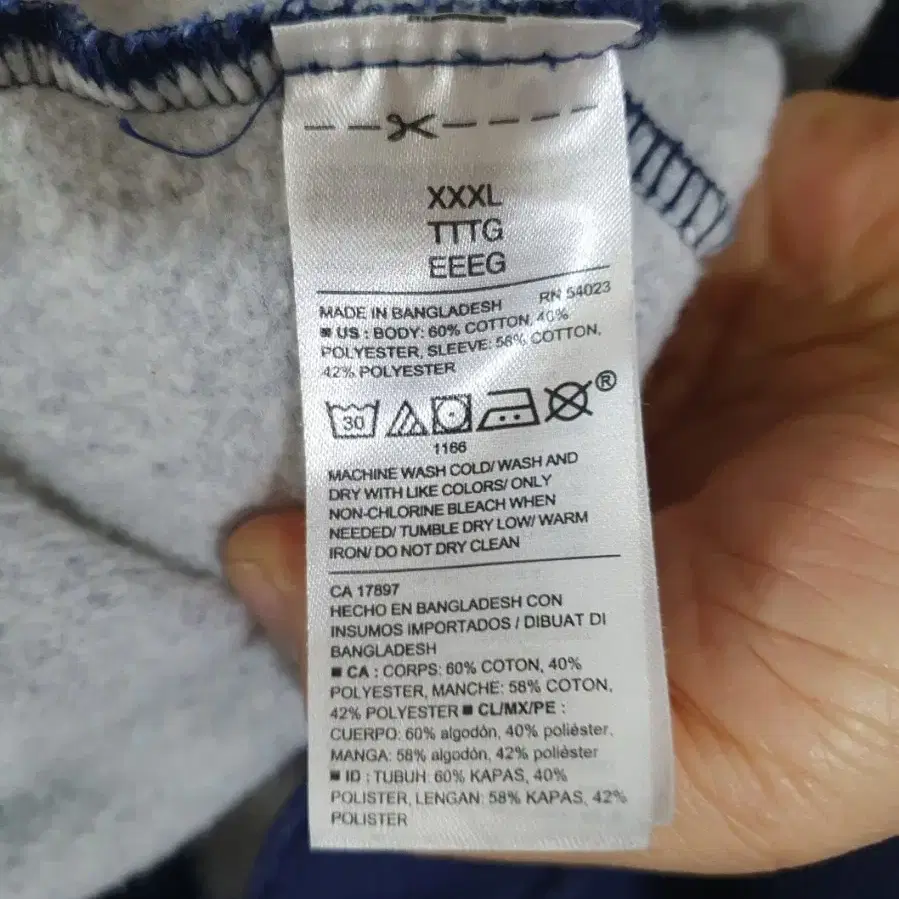 XXXL
TTTG
EEEG
MADE IN BANGLADESH RN 54023
■ US : BODY: 60% COTTON, 40%
POLYESTER, SLEEVE: 58% COTTON,
42% POLYESTER
30 ®
1166
MACHINE WASH COLD/ WASH AND
DRY WITH LIKE COLORS/ ONLY
NON-CHLORINE BLEACH WHEN
NEEDED/ TUMBLE DRY LOW/ WARM
IRON/ DO NOT DRY CLEAN
CA 17897
HECHO EN BANGLADESH CON
INSUMOS IMPORTADOS / DIBUAT DI
BANGLADESH
■ CA : CORPS: 60% COTON, 40%
POLYESTER, MANCHE: 58% COTON,
42% POLYESTER ■ CL/MX/PE :
CUERPO: 60% algodón, 40% poliéster,
MANGA: 58% algodón, 42% poliéster
■ ID : TUBUH: 60% KAPAS, 40%
POLISTER, LENGAN: 58% KAPAS, 42%
POLISTER